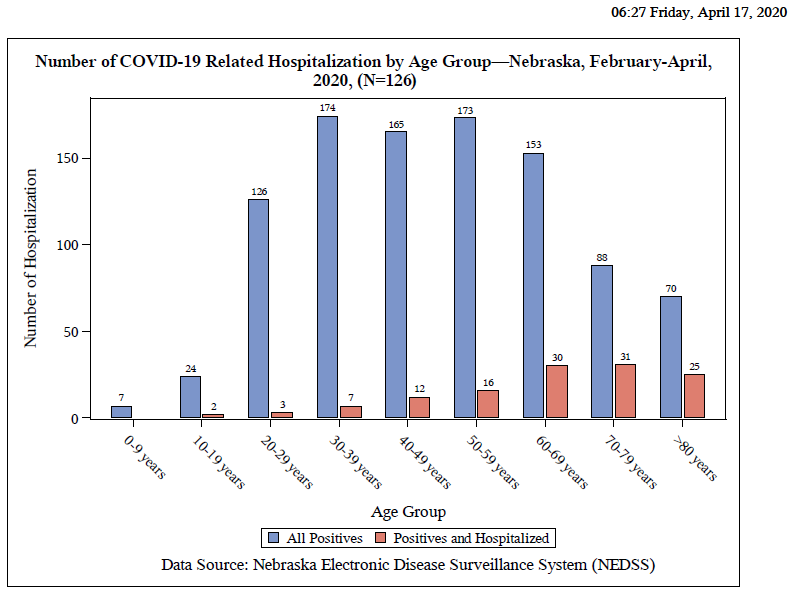 06:27 Friday, April 17, 2020
Number of COVID-19 Related Hospitalization by Age Group—Nebraska, February-April,
2020, (N=126)
Number of Hospitalization
150
100
50
0
7
24
2
126
3
174
7
165
12
173
16
153
30
88
31
70
25
0-9 years
10-19 years
20-29 years
30-39 years
40-49 years
50-59 years
60-69 years
70-79 years
>80 years
Age Group
All Positives
Positives and Hospitalized
Data Source: Nebraska Electronic Disease Surveillance System (NEDSS)